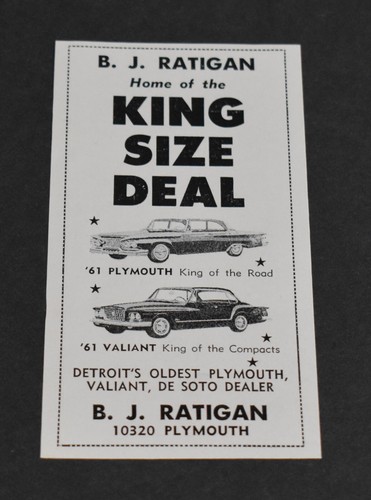 B. J. RATIGAN
Home of the
KING
SIZE
DEAL
'61 PLYMOUTH King of the Road
'61 VALIANT King of the Compacts
DETROIT'S OLDEST PLYMOUTH,
VALIANT, DE SOTO DEALER
B. J. RATIGAN
10320 PLYMOUTH